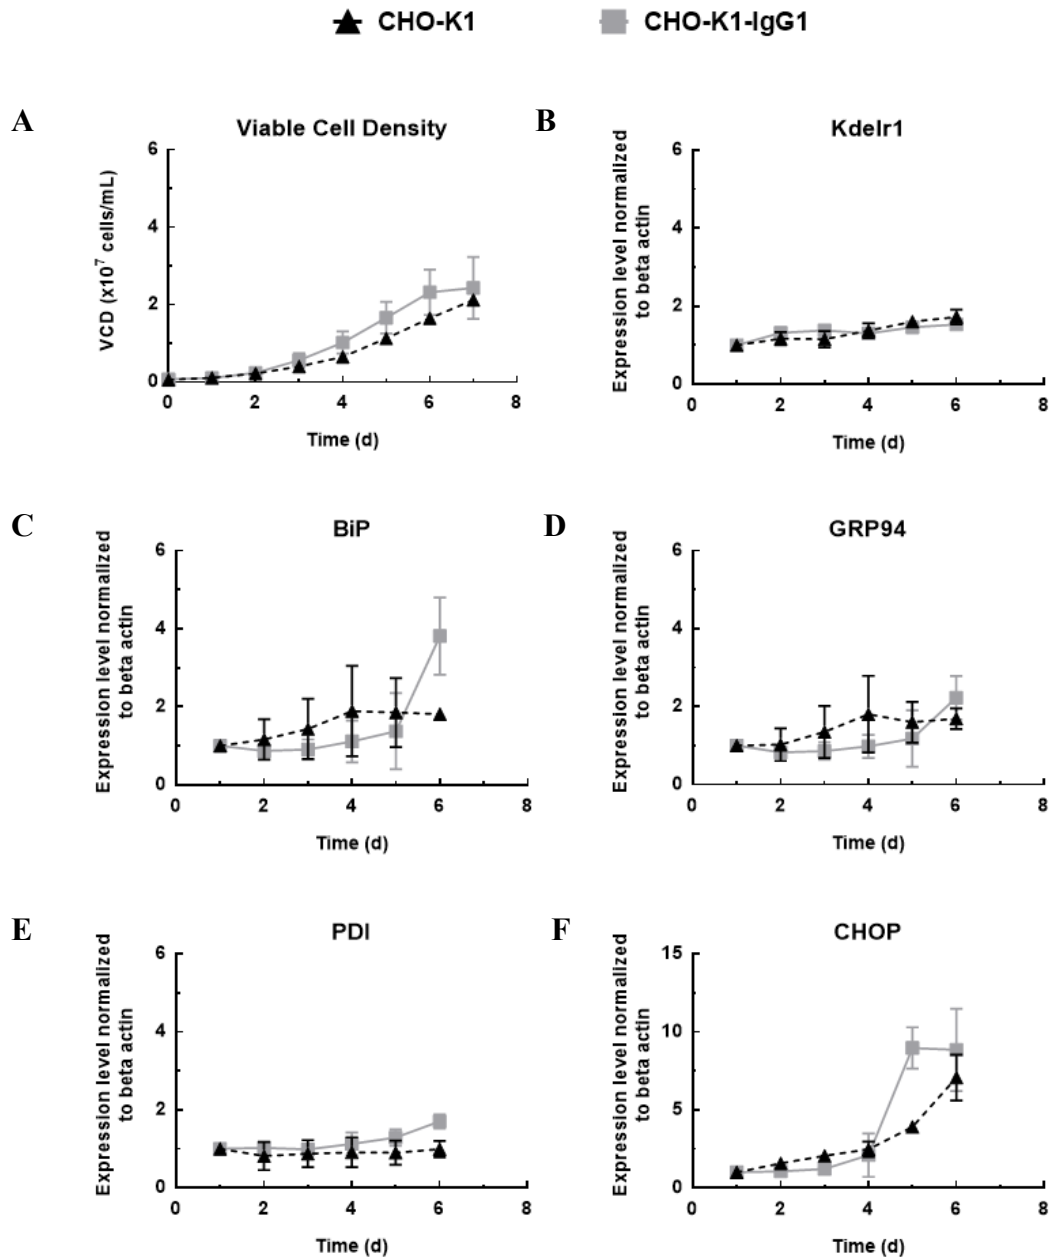 CHO-K1 CHO-K1-IgG1
A
Viable Cell Density
VCD (x10⁷ cells/mL)
6
4
2
0
0 2 4 6 8
Time (d)
B
Kdelr1
Expression level normalized
to beta actin
6
4
2
0
0 2 4 6 8
Time (d)
C
BiP
Expression level normalized
to beta actin
6
4
2
0
0 2 4 6 8
Time (d)
D
GRP94
Expression level normalized
to beta actin
6
4
2
0
0 2 4 6 8
Time (d)
E
PDI
Expression level normalized
to beta actin
6
4
2
0
0 2 4 6 8
Time (d)
F
CHOP
Expression level normalized
to beta actin
15
10
5
0
0 2 4 6 8
Time (d)